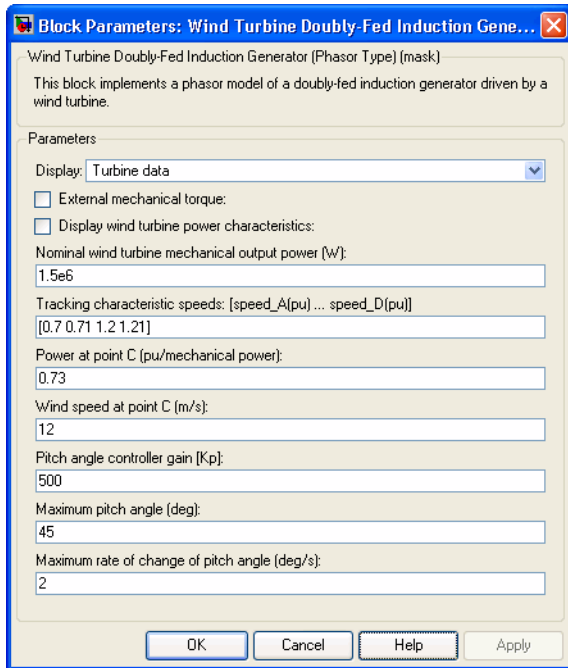 Block Parameters: Wind Turbine Doubly-Fed Induction Gene...
Wind Turbine Doubly-Fed Induction Generator (Phasor Type) (mask)
This block implements a phasor model of a doubly-fed induction generator driven by a
wind turbine.
Parameters
Display: Turbine data
External mechanical torque:
Display wind turbine power characteristics:
Nominal wind turbine mechanical output power (W):
1.5e6
Tracking characteristic speeds: [speed_A(pu) ... speed_D(pu)]
[0.7 0.71 1.2 1.21]
Power at point C (pu/mechanical power):
0.73
Wind speed at point C (m/s):
12
Pitch angle controller gain [Kp]:
500
Maximum pitch angle (deg):
45
Maximum rate of change of pitch angle (deg/s):
2
OK Cancel Help Apply